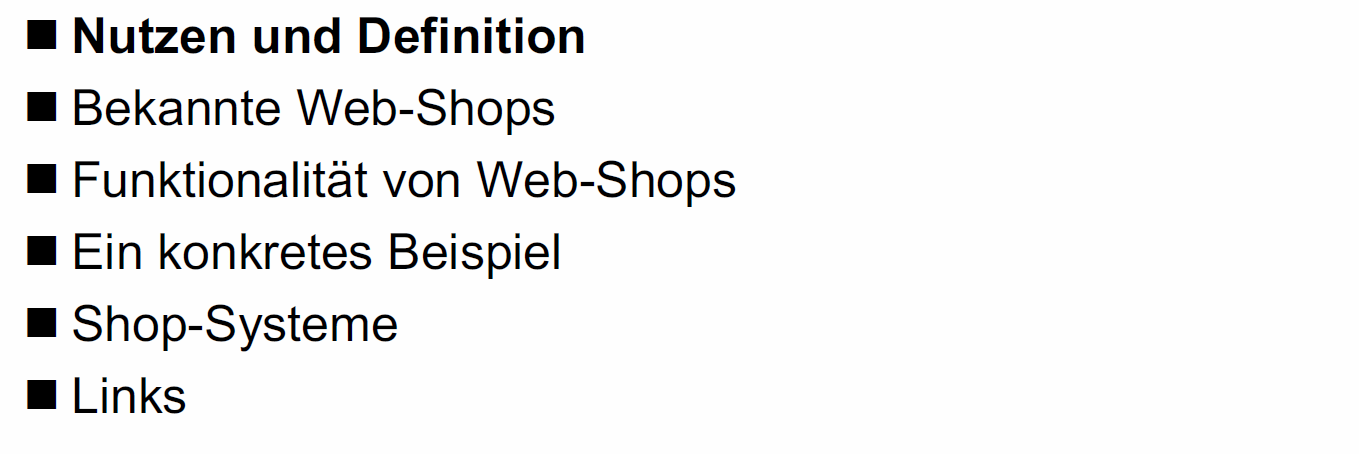 ■ Nutzen und Definition
■ Bekannte Web-Shops
■ Funktionalität von Web-Shops
■ Ein konkretes Beispiel
■ Shop-Systeme
■ Links